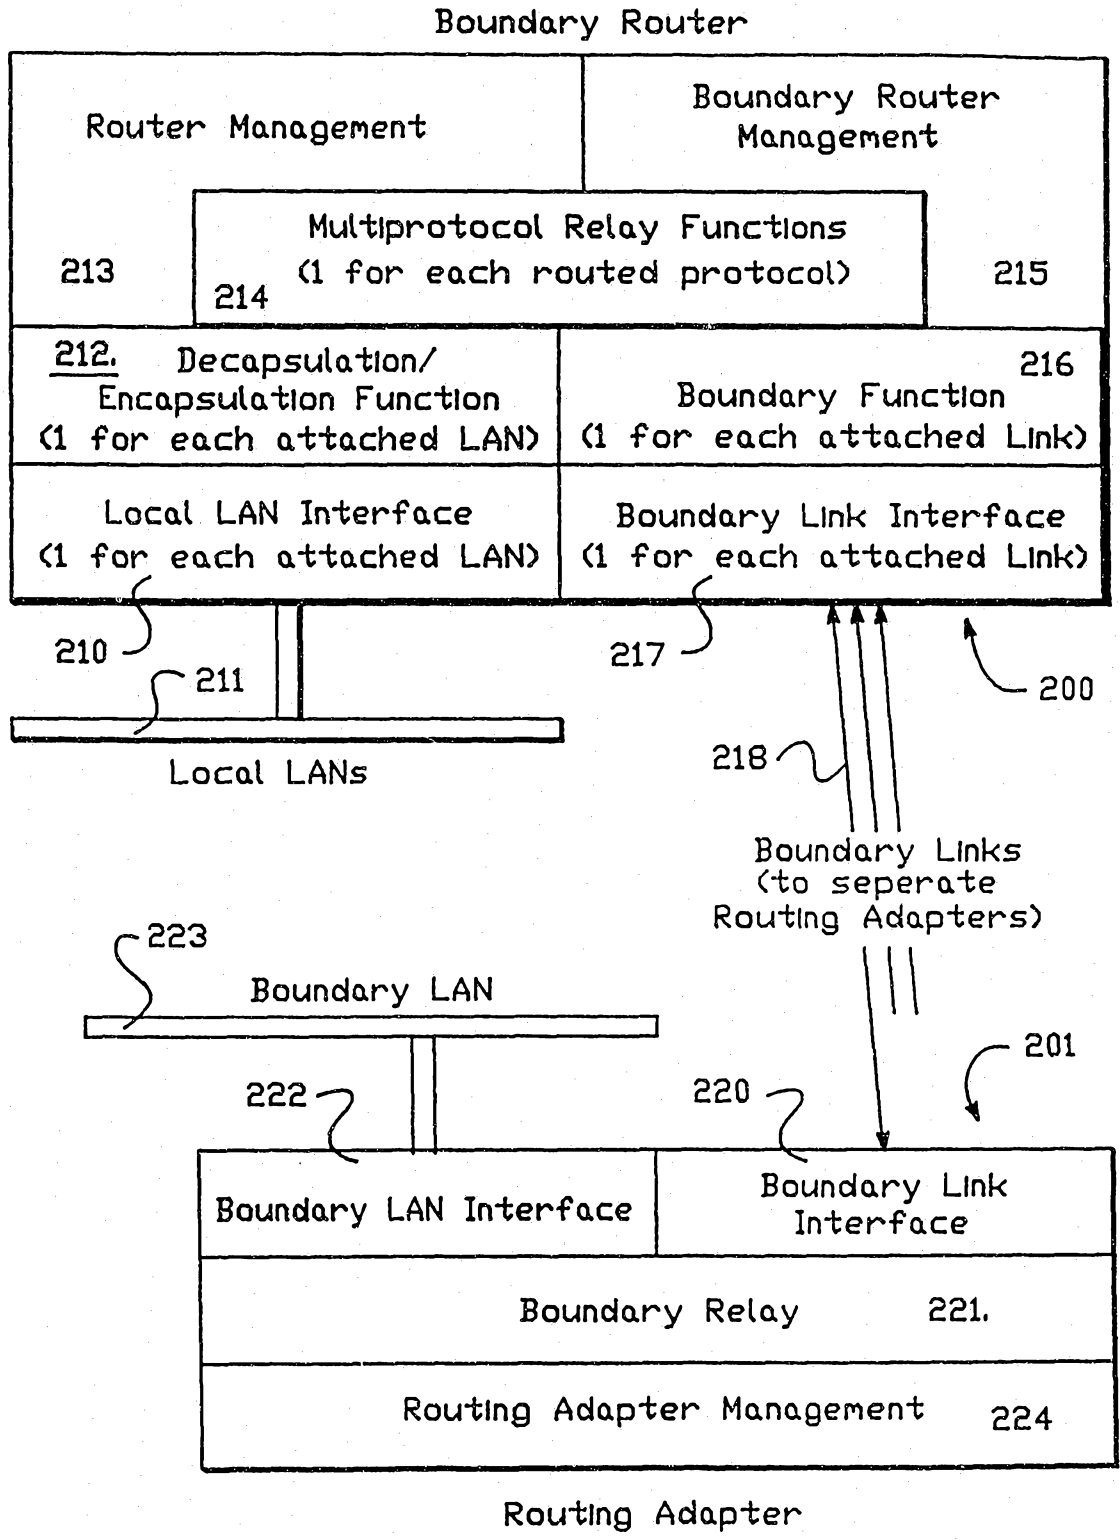 Boundary Router
Router Management
Boundary Router
Management
Multiprotocol Relay Functions
(1 for each routed protocol)
213
214
215
212. Decapsulation/
Encapsulation Function
(1 for each attached LAN)
216
Boundary Function
(1 for each attached Link)
Local LAN Interface
(1 for each attached LAN)
Boundary Link Interface
(1 for each attached Link)
210
217
211
200
Local LANs
218
Boundary Links
(to seperate
Routing Adapters)
223
Boundary LAN
201
222
220
Boundary LAN Interface
Boundary Link
Interface
Boundary Relay 221.
Routing Adapter Management 224
Routing Adapter